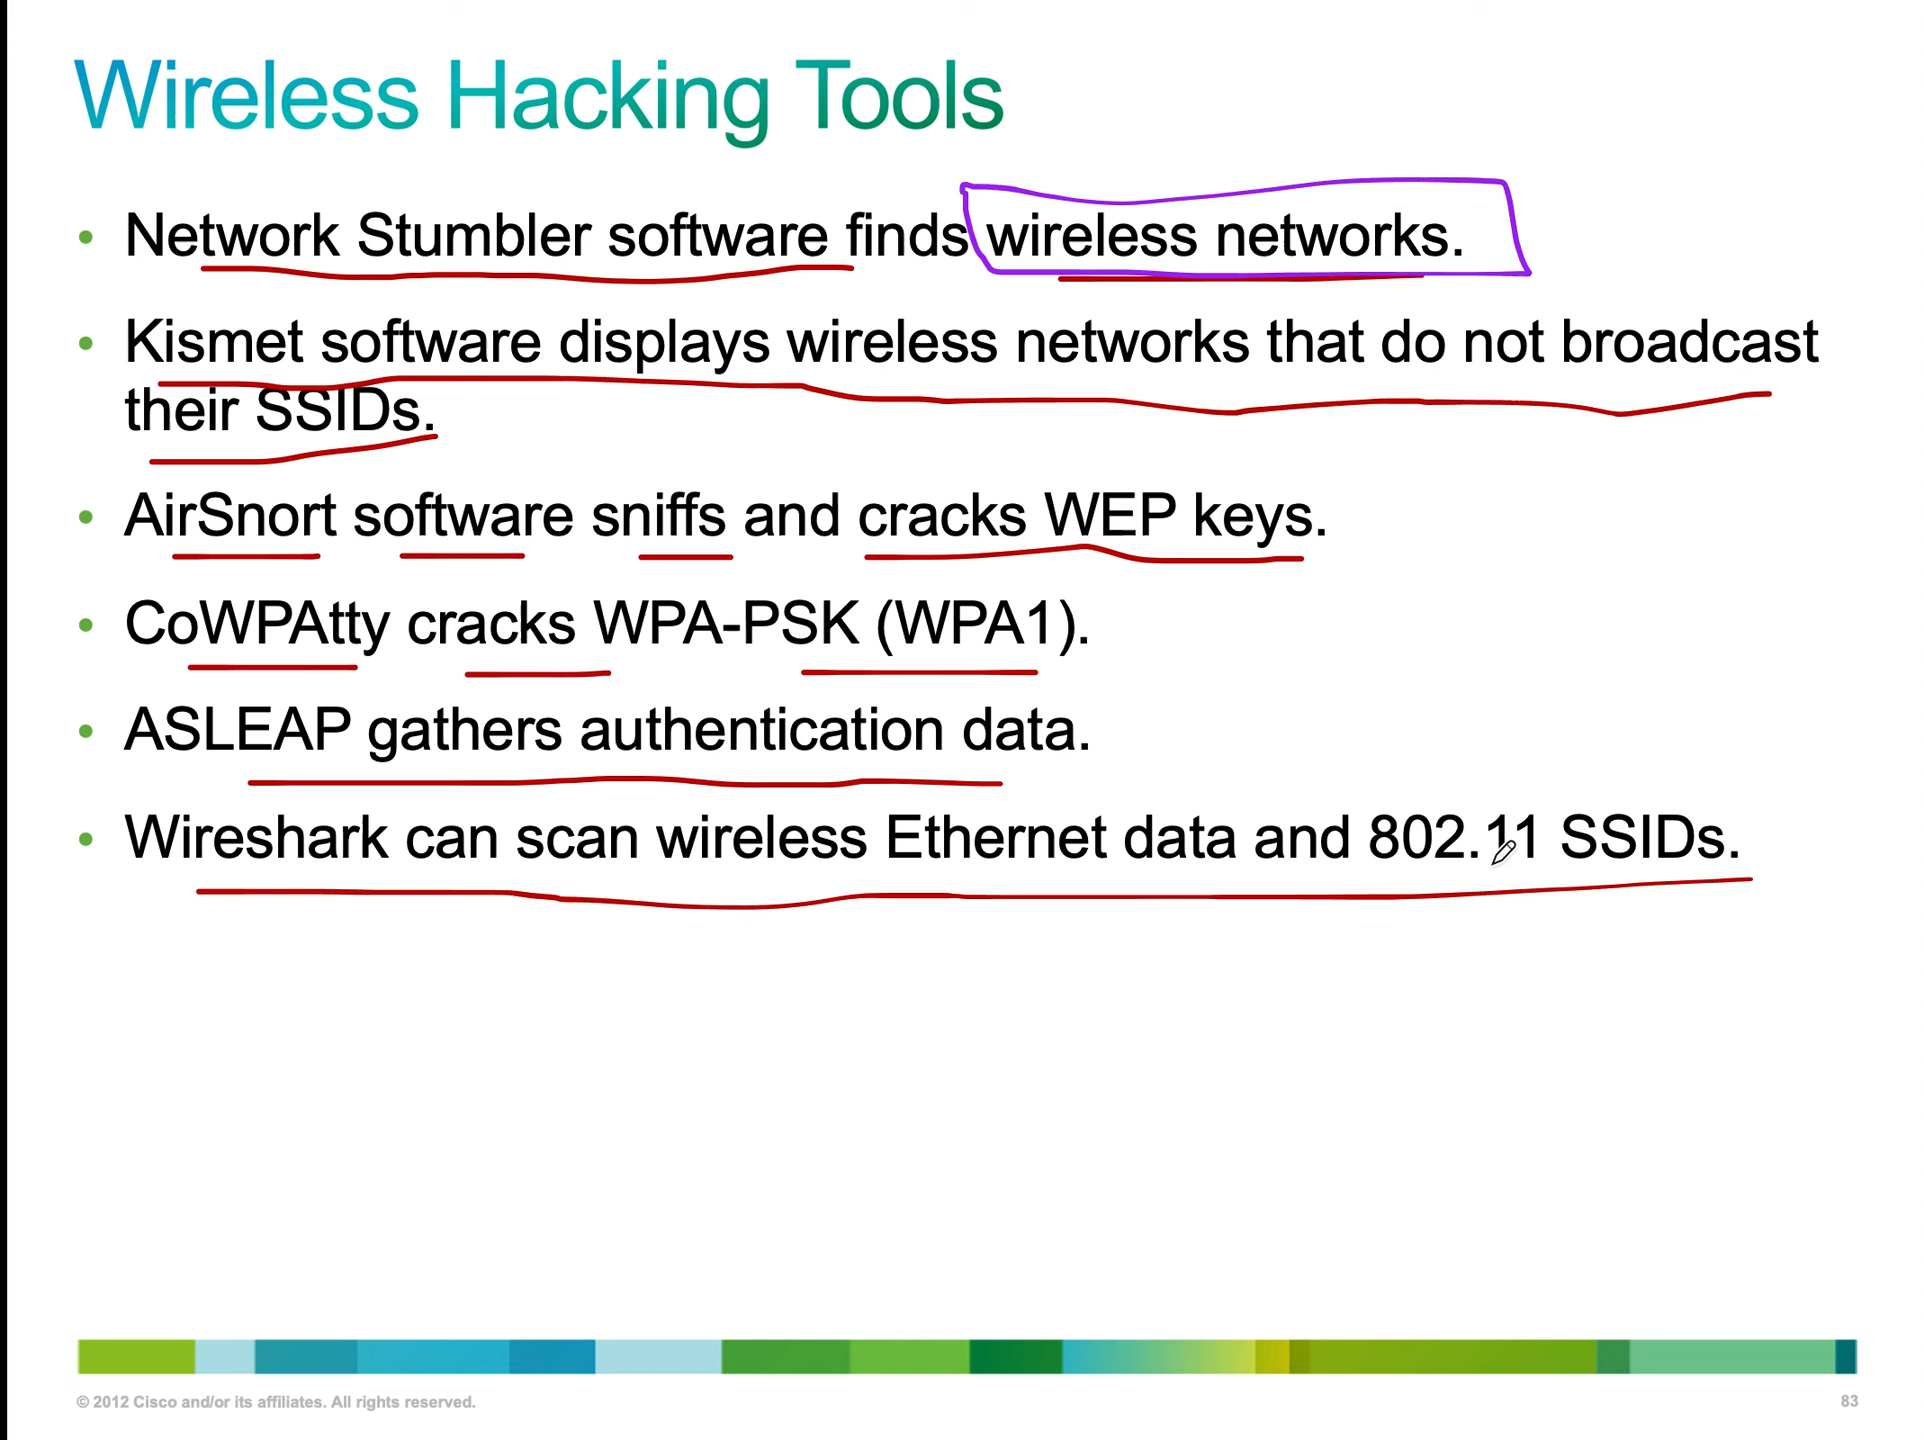 Wireless Hacking Tools
• Network Stumbler software finds wireless networks.
• Kismet software displays wireless networks that do not broadcast
their SSIDs.
• AirSnort software sniffs and cracks WEP keys.
• CoWPAtty cracks WPA-PSK (WPA1).
• ASLEAP gathers authentication data.
• Wireshark can scan wireless Ethernet data and 802.11 SSIDs.
© 2012 Cisco and/or its affiliates. All rights reserved.
83